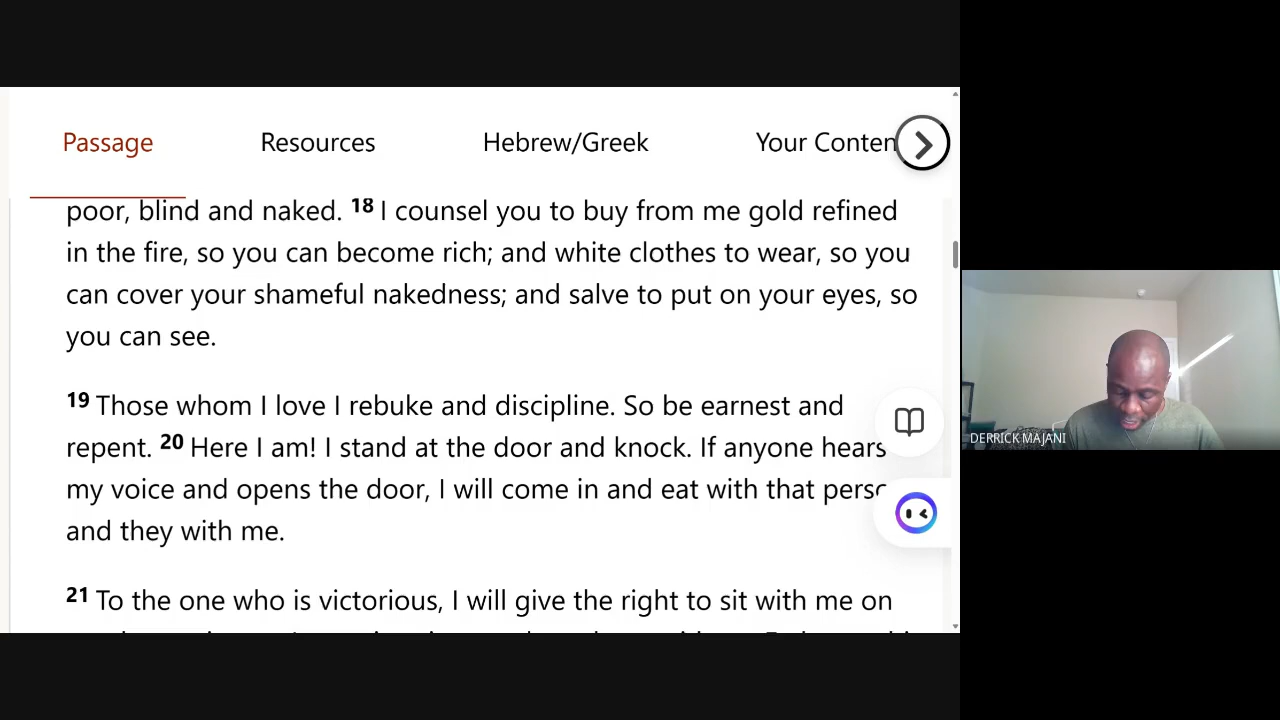 Passage Resources Hebrew/Greek Your Conten
poor, blind and naked. 18 I counsel you to buy from me gold refined
in the fire, so you can become rich; and white clothes to wear, so you
can cover your shameful nakedness; and salve to put on your eyes, so
you can see.
19 Those whom I love I rebuke and discipline. So be earnest and
repent. 20 Here I am! I stand at the door and knock. If anyone hears
my voice and opens the door, I will come in and eat with that perso
and they with me.
21 To the one who is victorious, I will give the right to sit with me on
DERRICK MAJANI